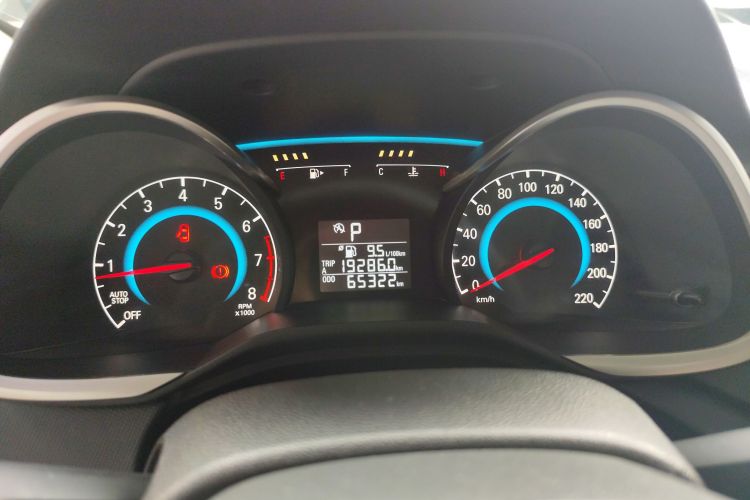 E F
C H
1 2 3 4 5 6 7 8
AUTO
STOP
OFF
RPM
x1000
P
ø 9.5 L/100km
TRIP
A 19286.0 km
ODO 65322 km
0 20 40 60 80 100 120 140 160 180 200 220
km/h